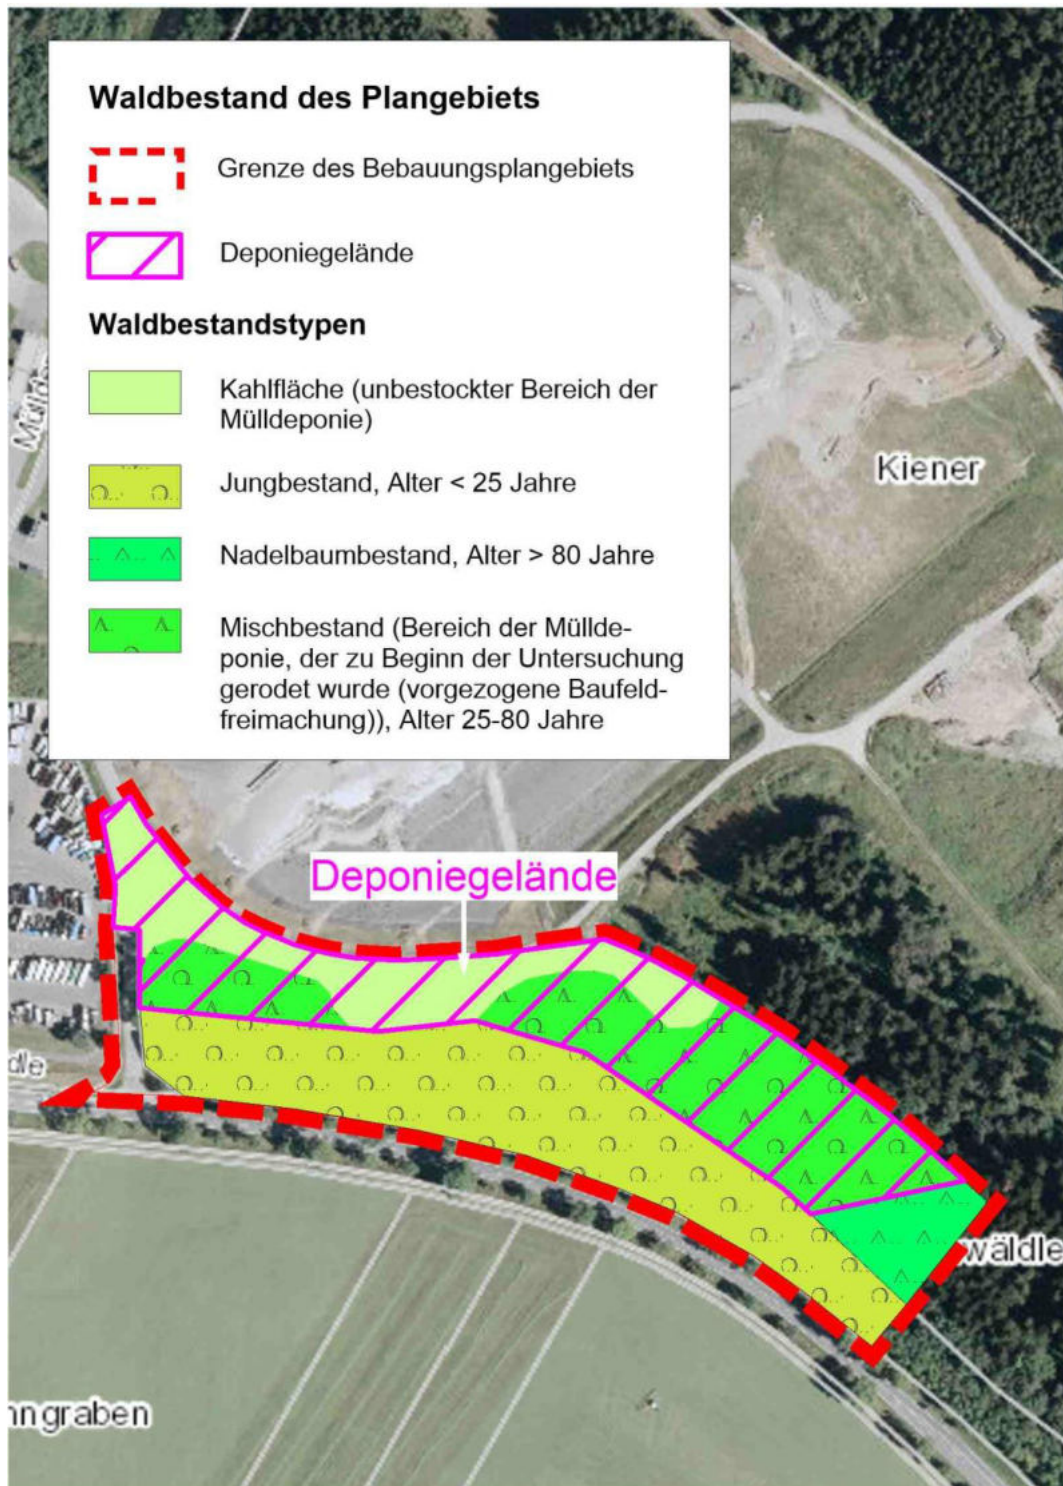 Waldbestand des Plangebiets
Grenze des Bebauungsplangebiets
Deponiegelände
Waldbestandstypen
Kahlfläche (unbestockter Bereich der
Mülldeponie)
Jungbestand, Alter < 25 Jahre
Nadelbaumbestand, Alter > 80 Jahre
Mischbestand (Bereich der Müllde-
ponie, der zu Beginn der Untersuchung
gerodet wurde (vorgezogene Baufeld-
freimachung)), Alter 25-80 Jahre
Kiener
Deponiegelände
dle
wäldle
nngraben